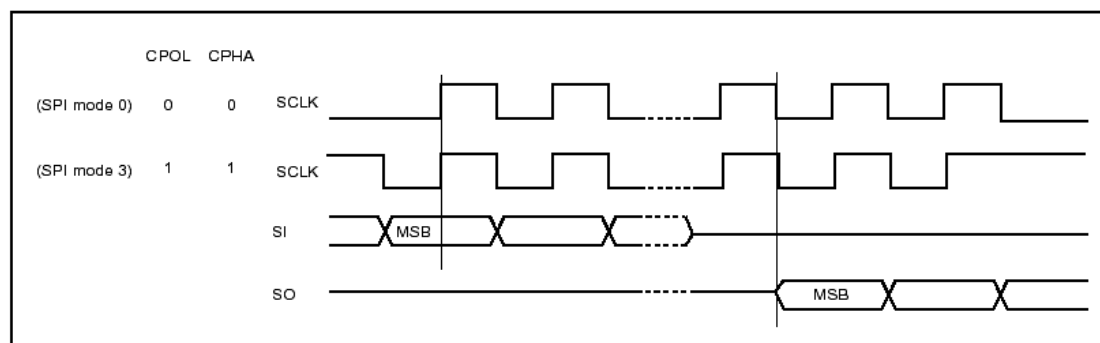 CPOL CPHA
(SPI mode 0) 0 0 SCLK
(SPI mode 3) 1 1 SCLK
SI MSB
SO MSB